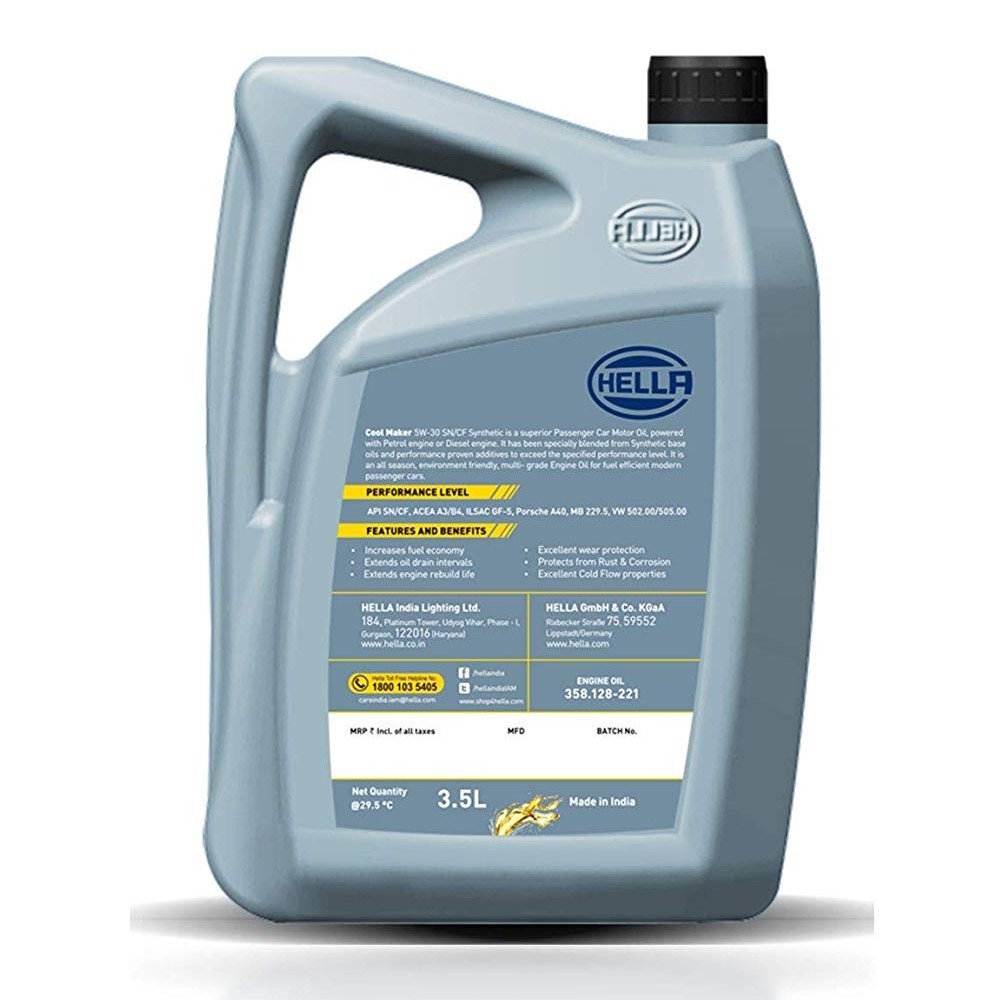 HELLA
HELLA
Cool Maker 5W-30 SN/CF Synthetic is a superior Passenger Car Motor Oil, powered
with Petrol engine or Diesel engine. It has been specially blended from Synthetic base
oils and performance proven additives to exceed the specified performance level. It is
an all season, environment friendly, multi- grade Engine Oil for fuel efficient modern
passenger cars.
PERFORMANCE LEVEL
API SN/CF, ACEA A3/B4, ILSAC GF-5, Porsche A40, MB 229.5, VW 502.00/505.00
FEATURES AND BENEFITS
• Increases fuel economy
• Extends oil drain intervals
• Extends engine rebuild life
• Excellent wear protection
• Protects from Rust & Corrosion
• Excellent Cold Flow properties
HELLA India Lighting Ltd.
184, Platinum Tower, Udyog Vihar, Phase - I,
Gurgaon, 122016 (Haryana)
www.hella.co.in
HELLA GmbH & Co. KGaA
Rixbecker Straße 75, 59552
Lippstadt/Germany
www.hella.com
Hella Toll Free Helpline No.
1800 103 5405
careindia.iam@hella.com
/hellaindia
/hellaindiaIAM
www.shop4hella.com
ENGINE OIL
358.128-221
MRP ₹ Incl. of all taxes
MFD
BATCH No.
Net Quantity
@29.5 °C
3.5L
Made in India